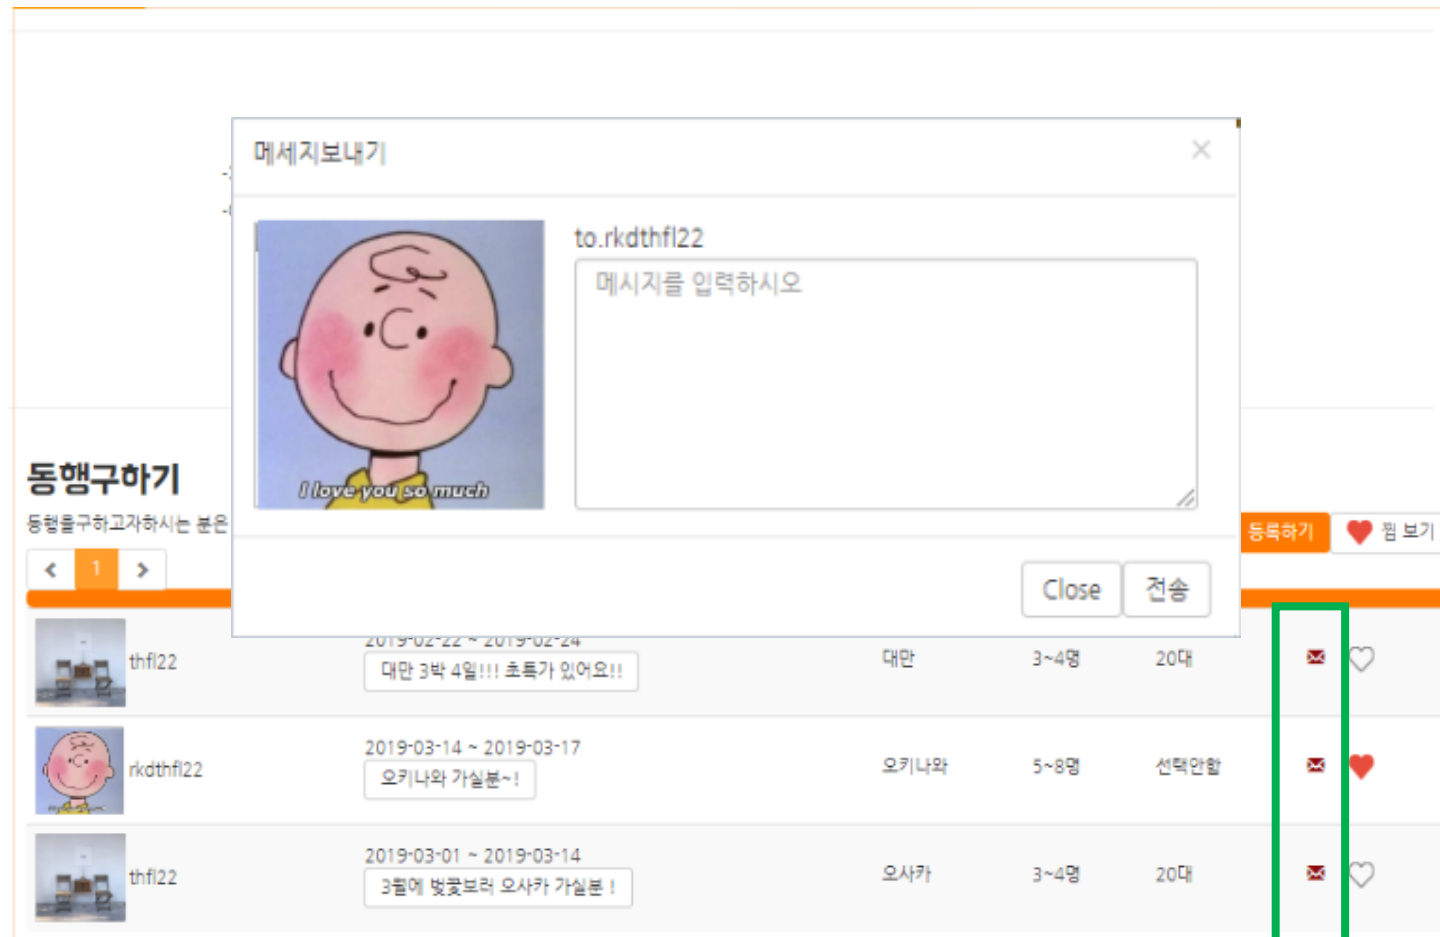 메세지보내기
×
to.rkdthfl22
메시지를 입력하시오
I love you so much
Close
전송
동행구하기
동행을구하고자하시는 분은
등록하기
찜 보기
1
thfl22
2019-02-22 ~ 2019-02-24
대만 3박 4일!!! 초특가 있어요!!
대만
3~4명
20대
rkdthfl22
2019-03-14 ~ 2019-03-17
오키나와 가실분~!
오키나와
5~8명
선택안함
thfl22
2019-03-01 ~ 2019-03-14
3월에 벚꽃보러 오사카 가실분 !
오사카
3~4명
20대